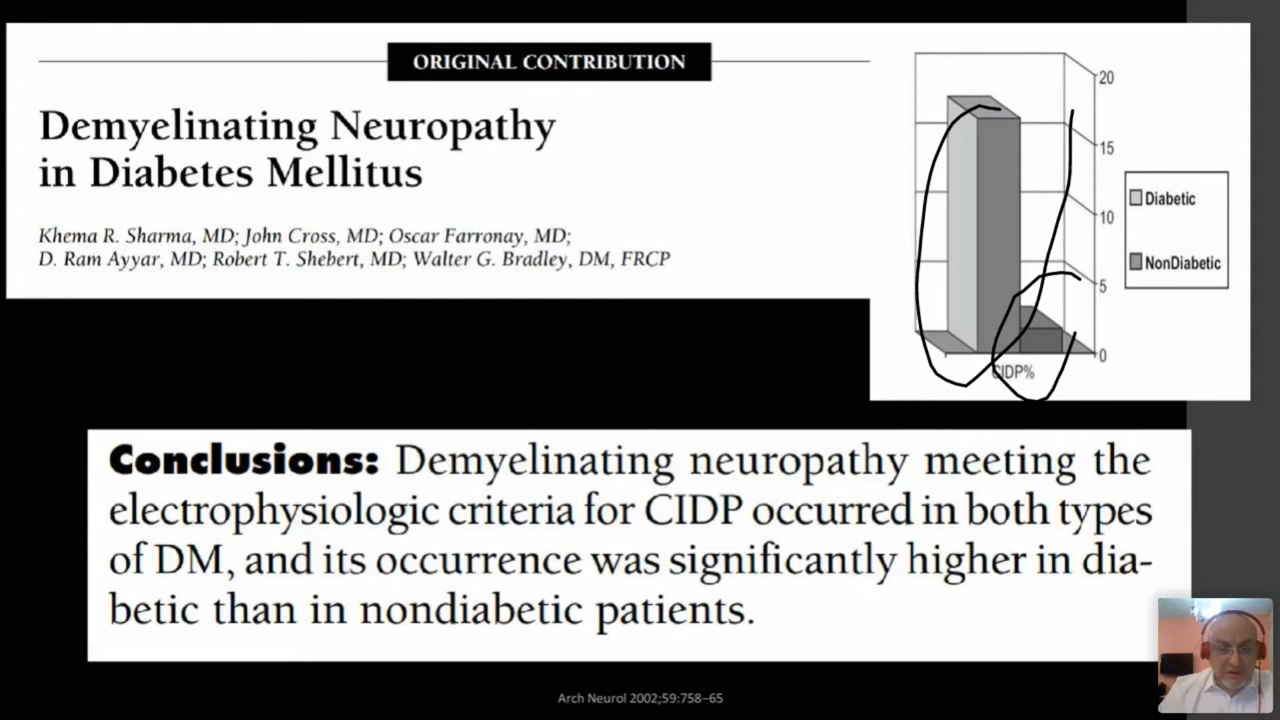 ORIGINAL CONTRIBUTION
Demyelinating Neuropathy
in Diabetes Mellitus
Khema R. Sharma, MD; John Cross, MD; Oscar Farronay, MD;
D. Ram Ayyar, MD; Robert T. Shebert, MD; Walter G. Bradley, DM, FRCP
20
15
10
5
0
CIDP%
Diabetic
NonDiabetic
Conclusions: Demyelinating neuropathy meeting the
electrophysiologic criteria for CIDP occurred in both types
of DM, and its occurrence was significantly higher in dia-
betic than in nondiabetic patients.
Arch Neurol 2002;59:758–65